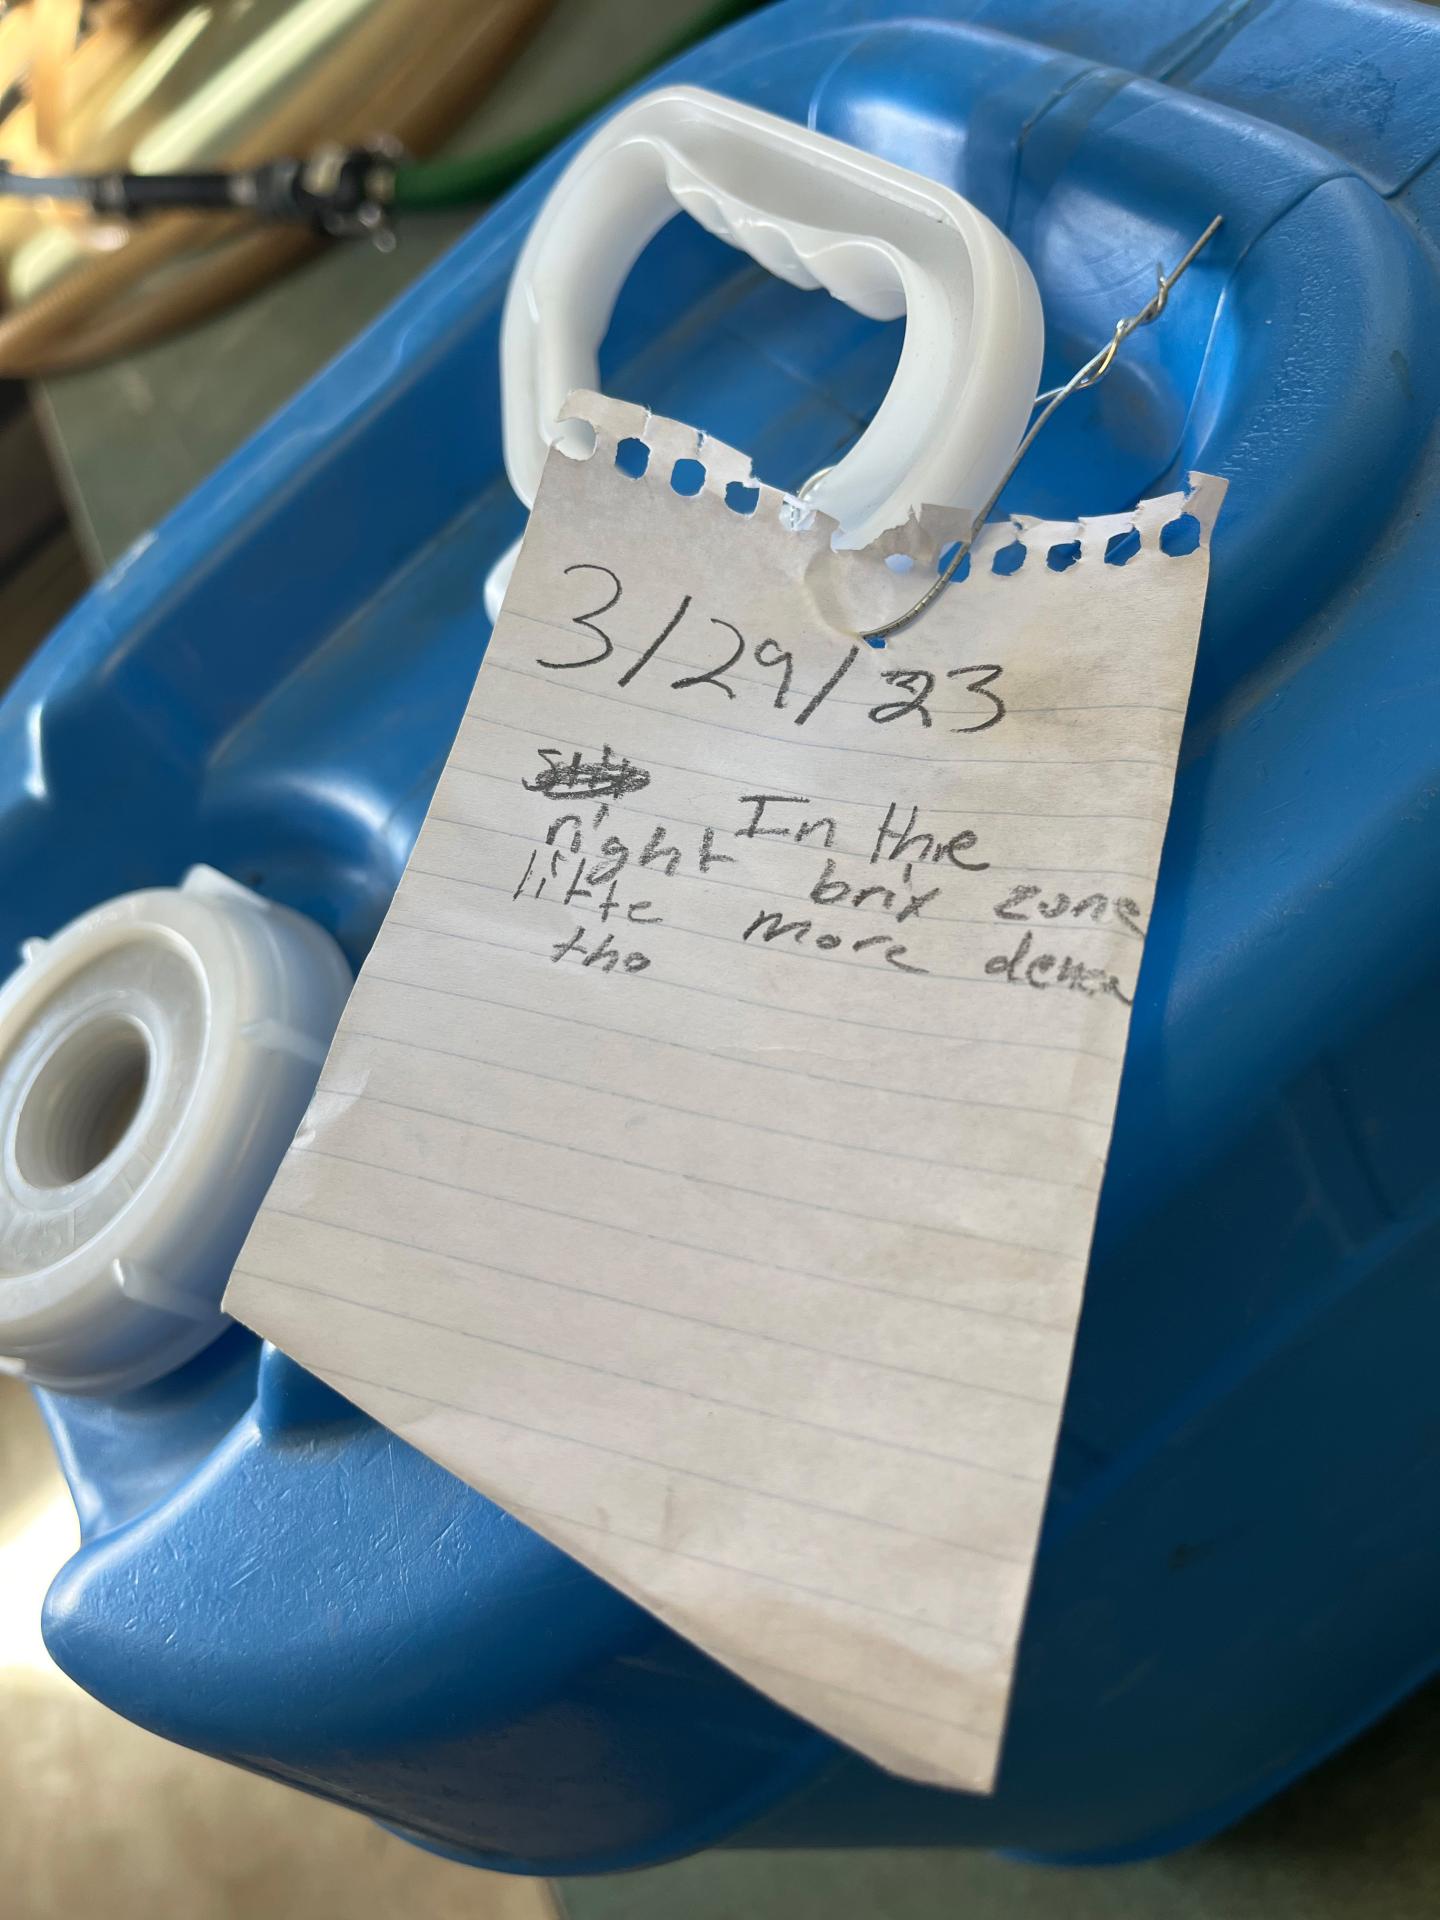 3/29/23
In the
right brix zone
litte more dense
tho